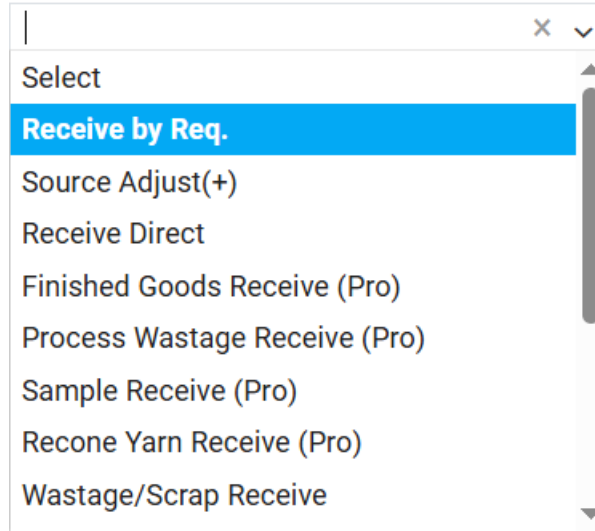 Select
Receive by Req.
Source Adjust(+)
Receive Direct
Finished Goods Receive (Pro)
Process Wastage Receive (Pro)
Sample Receive (Pro)
Recone Yarn Receive (Pro)
Wastage/Scrap Receive